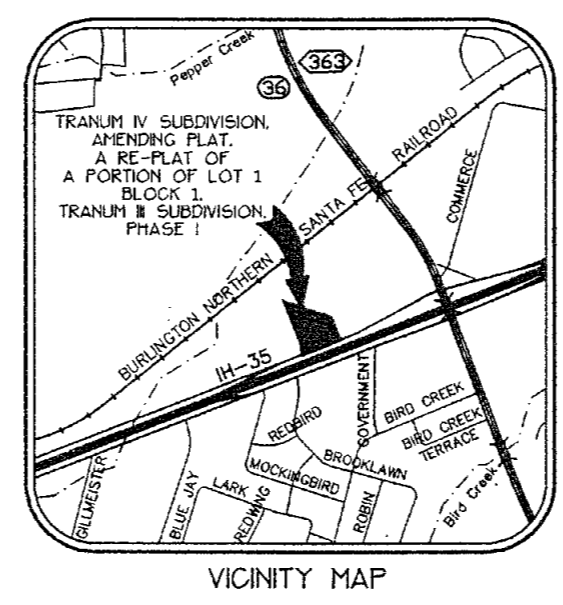 Pepper Creek
363
36
TRANUM IV SUBDIVISION,
AMENDING PLAT,
A RE-PLAT OF
A PORTION OF LOT 1
BLOCK 1,
TRANUM III SUBDIVISION,
PHASE I
BURLINGTON NORTHERN SANTA FE RAILROAD
COMMERCE
IH-35
GOVERNMENT
BIRD CREEK
BIRD CREEK
TERRACE
REDBIRD
BROOKLAWN
MOCKINGBIRD
GILLMEISTER
BLUE JAY
LARK
REDWING
ROBIN
Bird Creek
VICINITY MAP